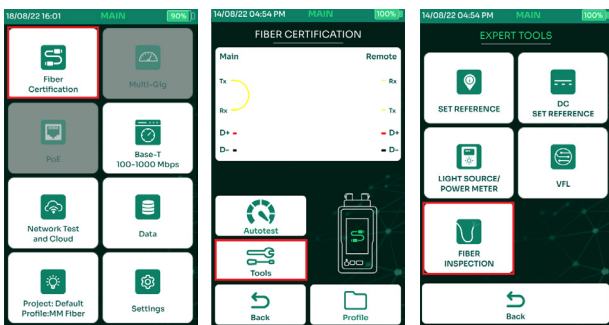 18/08/22 16:01 MAIN 90%
Fiber
Certification
Multi-Gig
PoE
Base-T
100-1000 Mbps
Network Test
and Cloud
Data
Project: Default
Profile:MM Fiber
Settings
14/08/22 04:54 PM MAIN 100%
FIBER CERTIFICATION
Main Remote
Tx Rx
Rx Tx
D+ D+
D- D-
Autotest
Tools
Back
Profile
14/08/22 04:54 PM MAIN 100%
EXPERT TOOLS
SET REFERENCE
DC
SET REFERENCE
LIGHT SOURCE/
POWER METER
VFL
FIBER
INSPECTION
Back